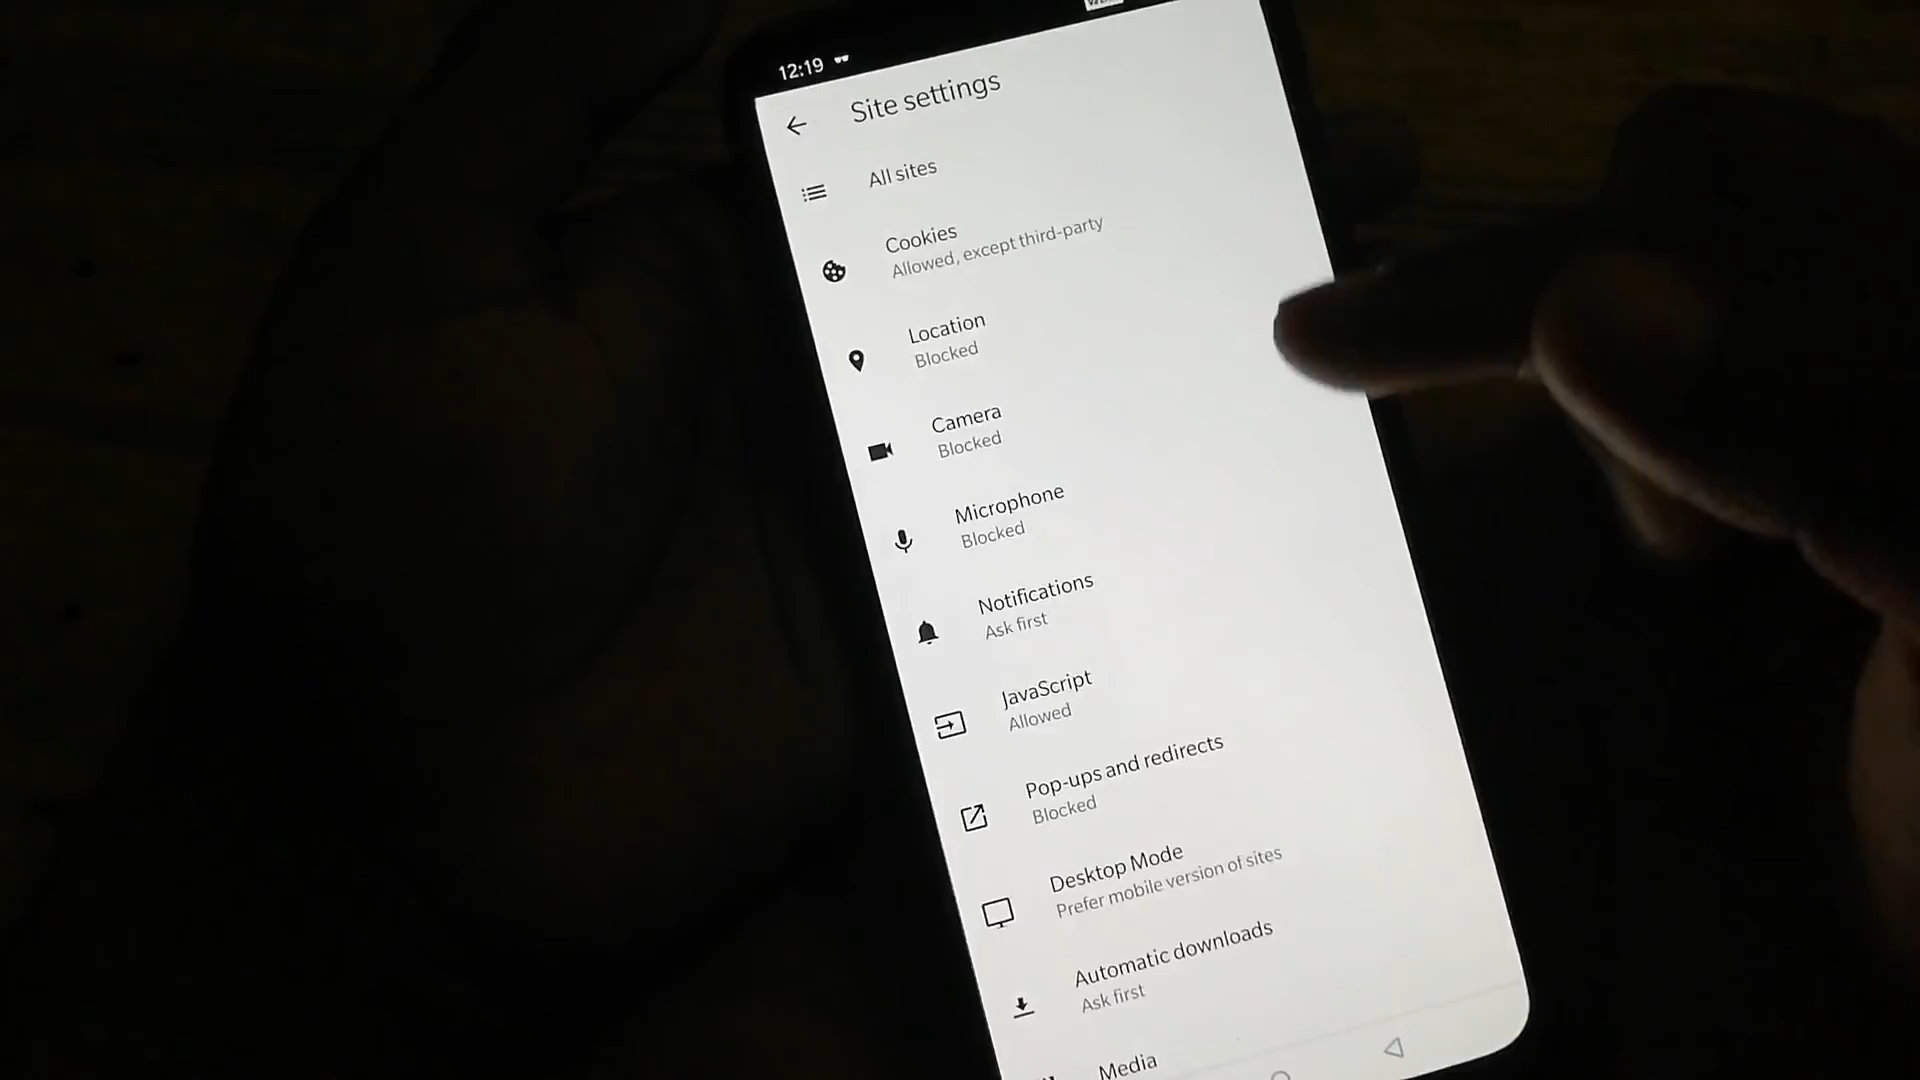 12:19
Site settings
All sites
Cookies
Allowed, except third-party
Location
Blocked
Camera
Blocked
Microphone
Blocked
Notifications
Ask first
JavaScript
Allowed
Pop-ups and redirects
Blocked
Desktop Mode
Prefer mobile version of sites
Automatic downloads
Ask first
Media